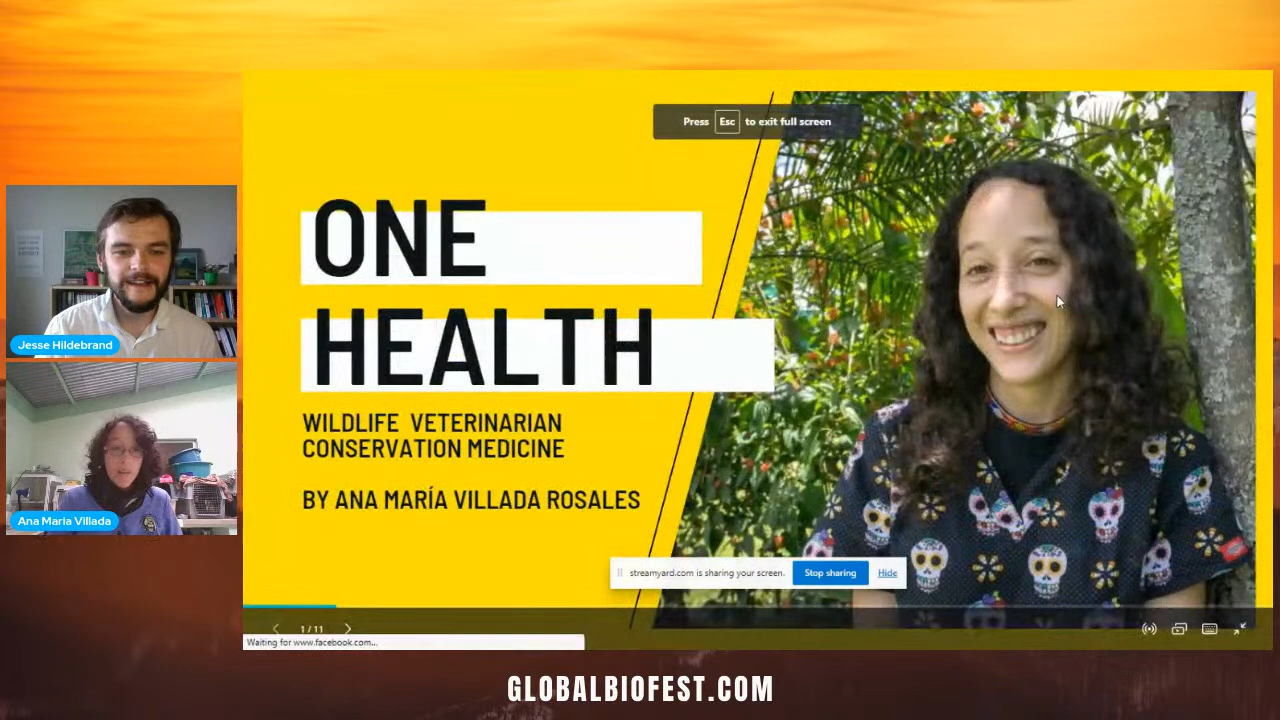 Press Esc to exit full screen
ONE
HEALTH
WILDLIFE VETERINARIAN
CONSERVATION MEDICINE
BY ANA MARÍA VILLADA ROSALES
Jesse Hildebrand
Ana Maria Villada
streamyard.com is sharing your screen. Stop sharing Hide
1/11
Waiting for www.facebook.com...
GLOBALBIOFEST.COM